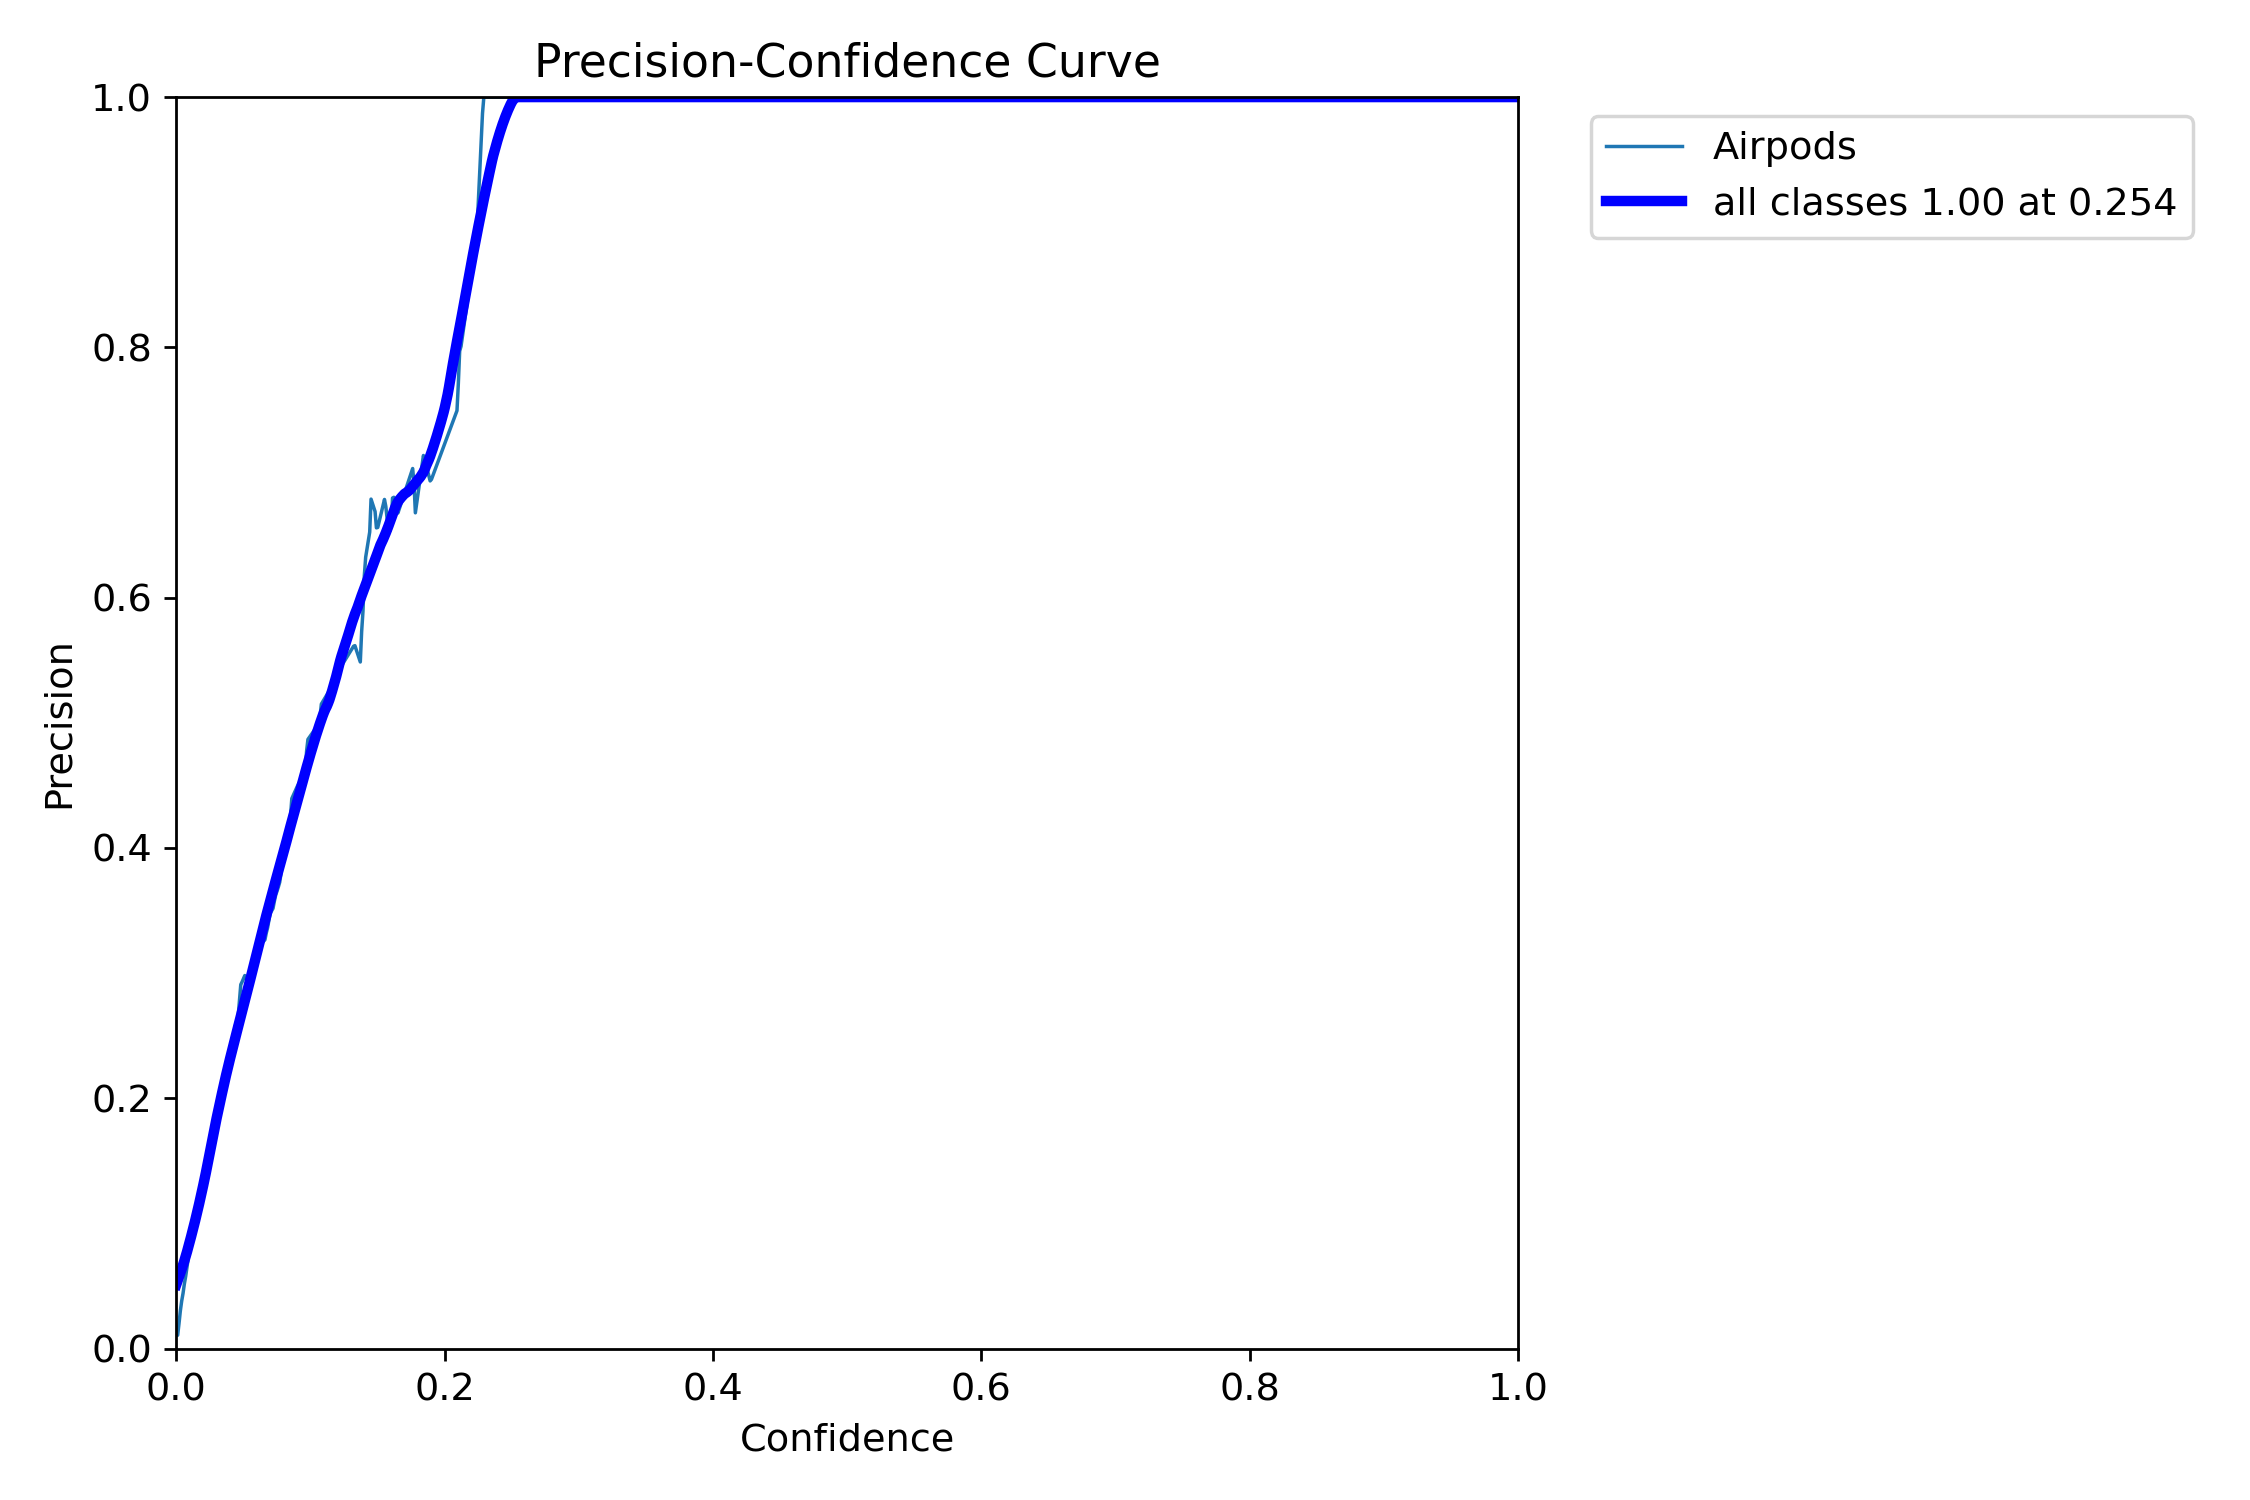 Precision-Confidence Curve
1.0
0.8
0.6
0.4
0.2
0.0
Precision
0.0 0.2 0.4 0.6 0.8 1.0
Confidence
Airpods
all classes 1.00 at 0.254